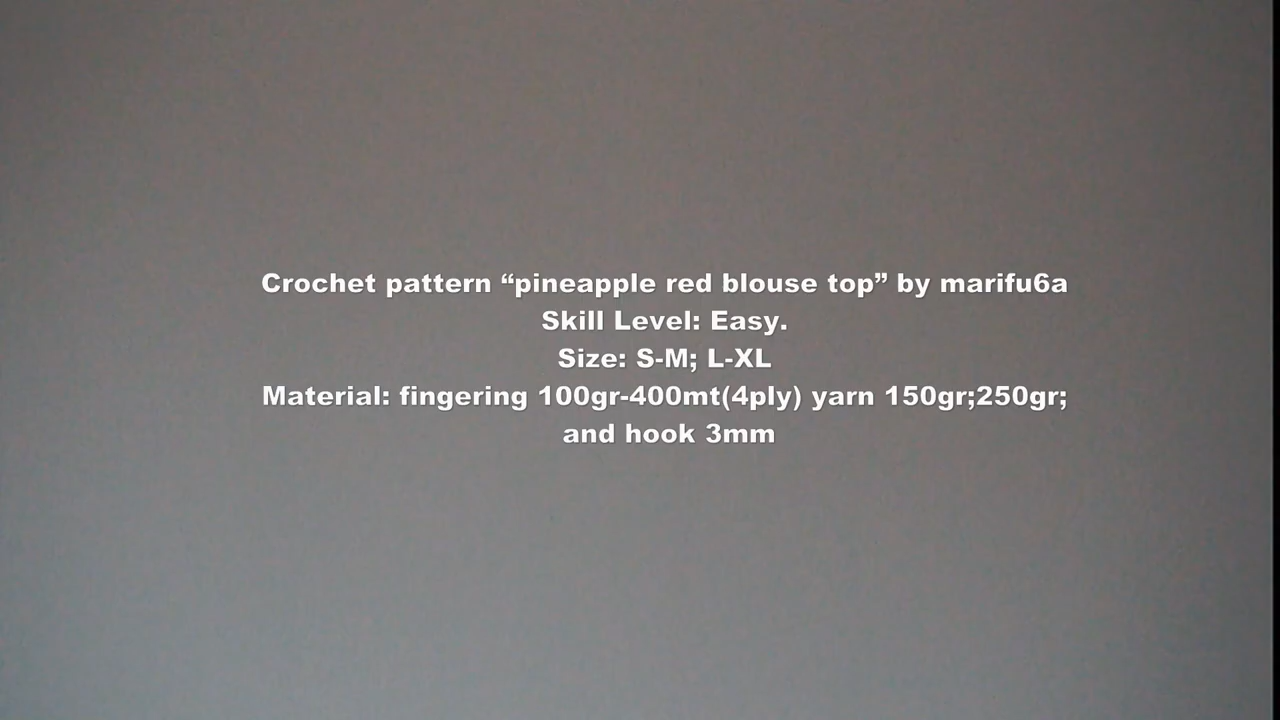 Crochet pattern “pineapple red blouse top” by marifu6a
Skill Level: Easy.
Size: S-M; L-XL
Material: fingering 100gr-400mt(4ply) yarn 150gr;250gr;
and hook 3mm